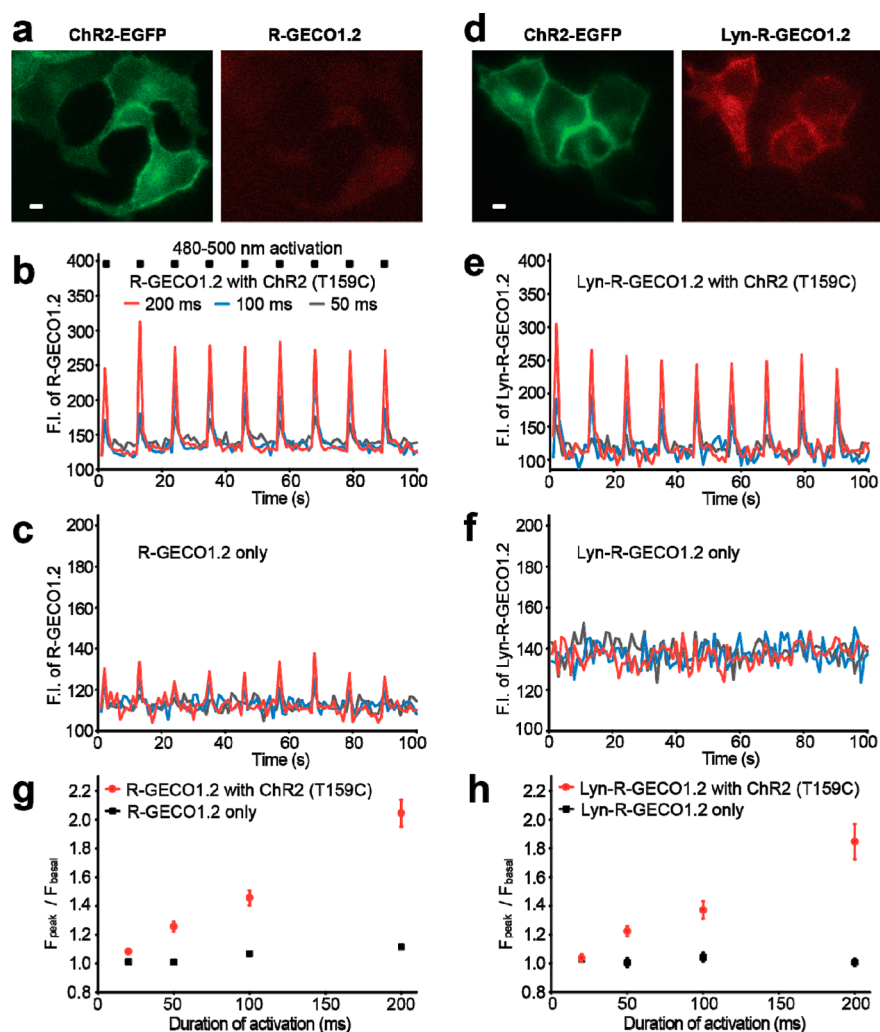 a
ChR2-EGFP
R-GECO1.2
d
ChR2-EGFP
Lyn-R-GECO1.2
b
480-500 nm activation
R-GECO1.2 with ChR2 (T159C)
200 ms
100 ms
50 ms
F.I. of R-GECO1.2
400
350
300
250
200
150
100
0
20
40
60
80
100
Time (s)
e
Lyn-R-GECO1.2 with ChR2 (T159C)
F.I. of Lyn-R-GECO1.2
400
350
300
250
200
150
100
0
20
40
60
80
100
Time (s)
c
R-GECO1.2 only
F.I. of R-GECO1.2
200
180
160
140
120
100
0
20
40
60
80
100
Time (s)
f
Lyn-R-GECO1.2 only
F.I. of Lyn-R-GECO1.2
200
180
160
140
120
100
0
20
40
60
80
100
Time (s)
g
R-GECO1.2 with ChR2 (T159C)
R-GECO1.2 only
Fpeak / Fbasal
2.2
2.0
1.8
1.6
1.4
1.2
1.0
0.8
0
50
100
150
200
Duration of activation (ms)
h
Lyn-R-GECO1.2 with ChR2 (T159C)
Lyn-R-GECO1.2 only
Fpeak / Fbasal
2.2
2.0
1.8
1.6
1.4
1.2
1.0
0.8
0
50
100
150
200
Duration of activation (ms)